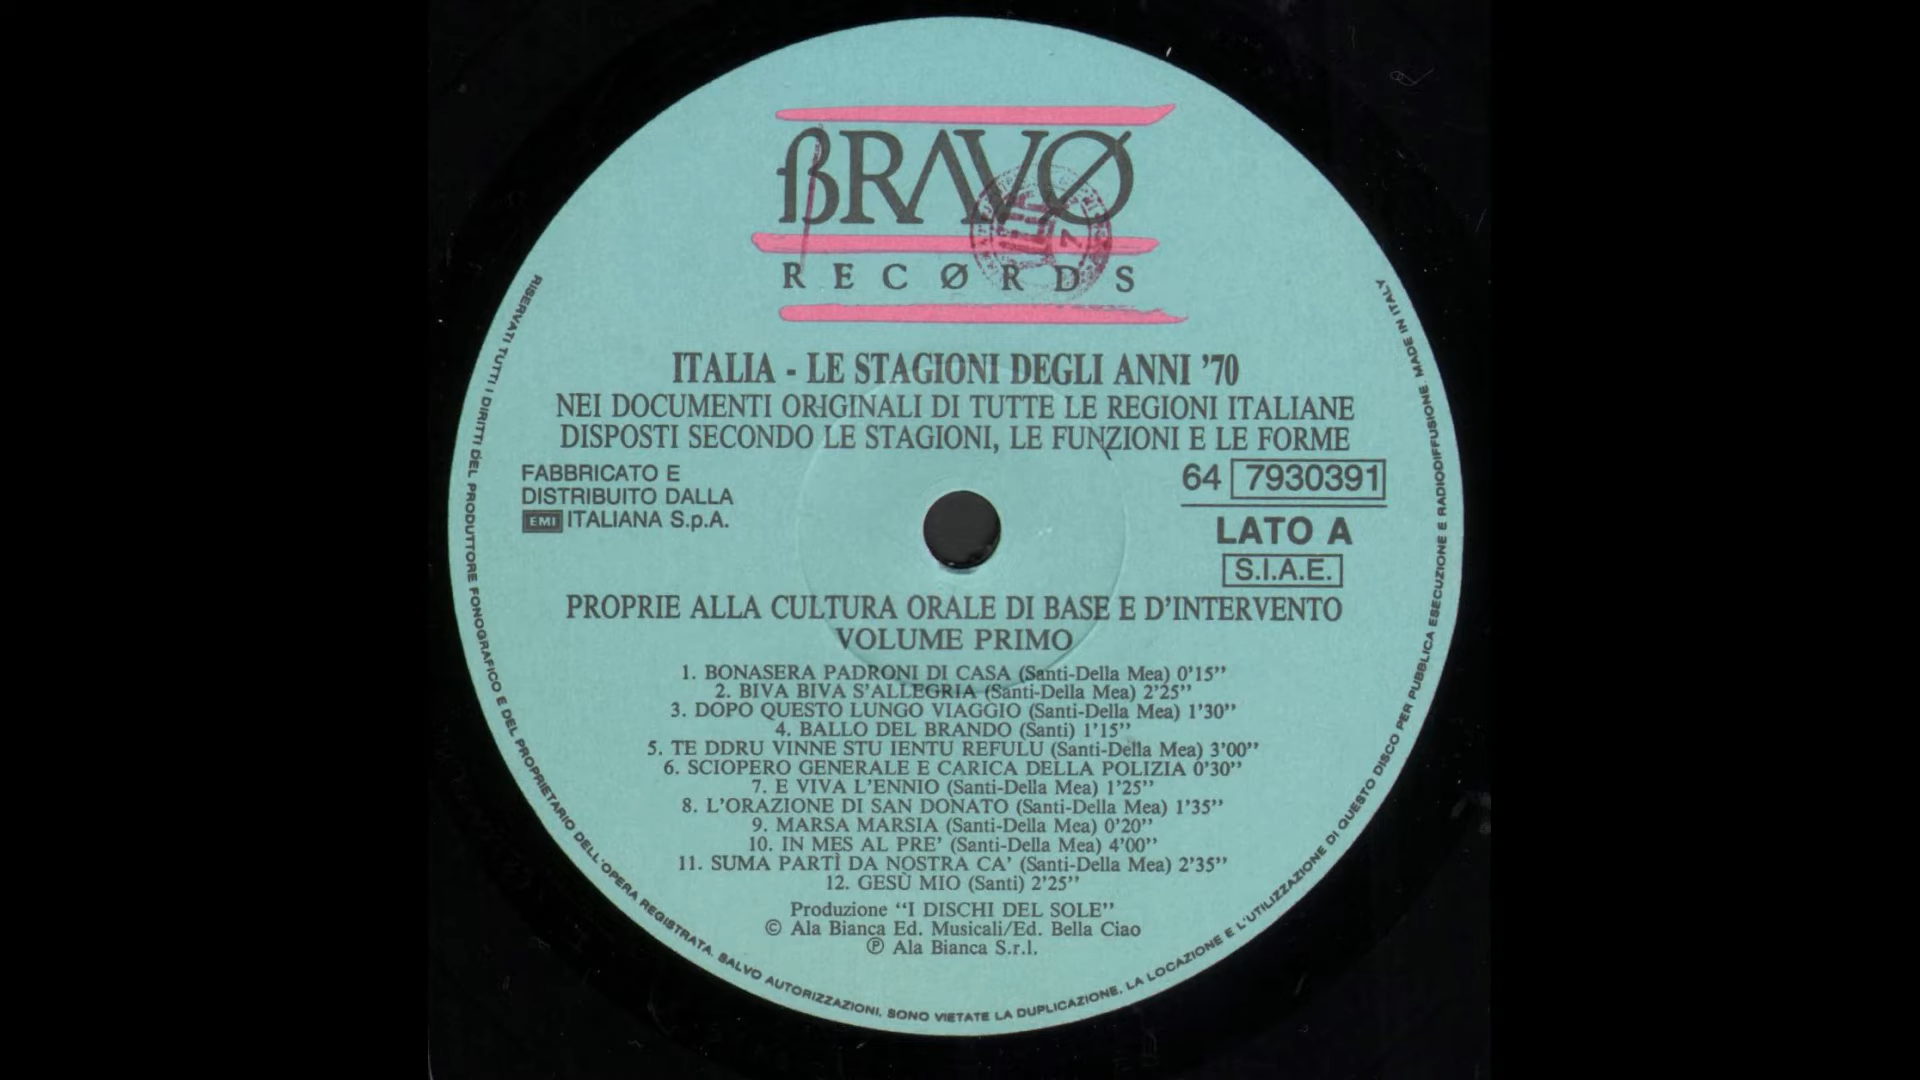 BRAVØ
RECØRDS
ITALIA - LE STAGIONI DEGLI ANNI '70
NEI DOCUMENTI ORIGINALI DI TUTTE LE REGIONI ITALIANE
DISPOSTI SECONDO LE STAGIONI, LE FUNZIONI E LE FORME
FABBRICATO E
DISTRIBUITO DALLA
EMI ITALIANA S.p.A.
64 7930391
LATO A
S.I.A.E.
PROPRIE ALLA CULTURA ORALE DI BASE E D'INTERVENTO
VOLUME PRIMO
1. BONASERA PADRONI DI CASA (Santi-Della Mea) 0'15''
2. BIVA BIVA S'ALLEGRIA (Santi-Della Mea) 2'25''
3. DOPO QUESTO LUNGO VIAGGIO (Santi-Della Mea) 1'30''
4. BALLO DEL BRANDO (Santi) 1'15''
5. TE DDRU VINNE STU IENTU REFULU (Santi-Della Mea) 3'00''
6. SCIOPERO GENERALE E CARICA DELLA POLIZIA 0'30''
7. E VIVA L'ENNIO (Santi-Della Mea) 1'25''
8. L'ORAZIONE DI SAN DONATO (Santi-Della Mea) 1'35''
9. MARSA MARSIA (Santi-Della Mea) 0'20''
10. IN MES AL PRE' (Santi-Della Mea) 4'00''
11. SUMA PARTÌ DA NOSTRA CA' (Santi-Della Mea) 2'35''
12. GESÙ MIO (Santi) 2'25''
Produzione "I DISCHI DEL SOLE"
© Ala Bianca Ed. Musicali/Ed. Bella Ciao
℗ Ala Bianca S.r.l.
RISERVATI TUTTI I DIRITTI DEL PRODUTTORE FONOGRAFICO E DEL PROPRIETARIO DELL'OPERA REGISTRATA. SALVO AUTORIZZAZIONI, SONO VIETATE LA DUPLICAZIONE, LA LOCAZIONE E L'UTILIZZAZIONE DI QUESTO DISCO PER PUBBLICA ESECUZIONE E RADIODIFFUSIONE. MADE IN ITALY